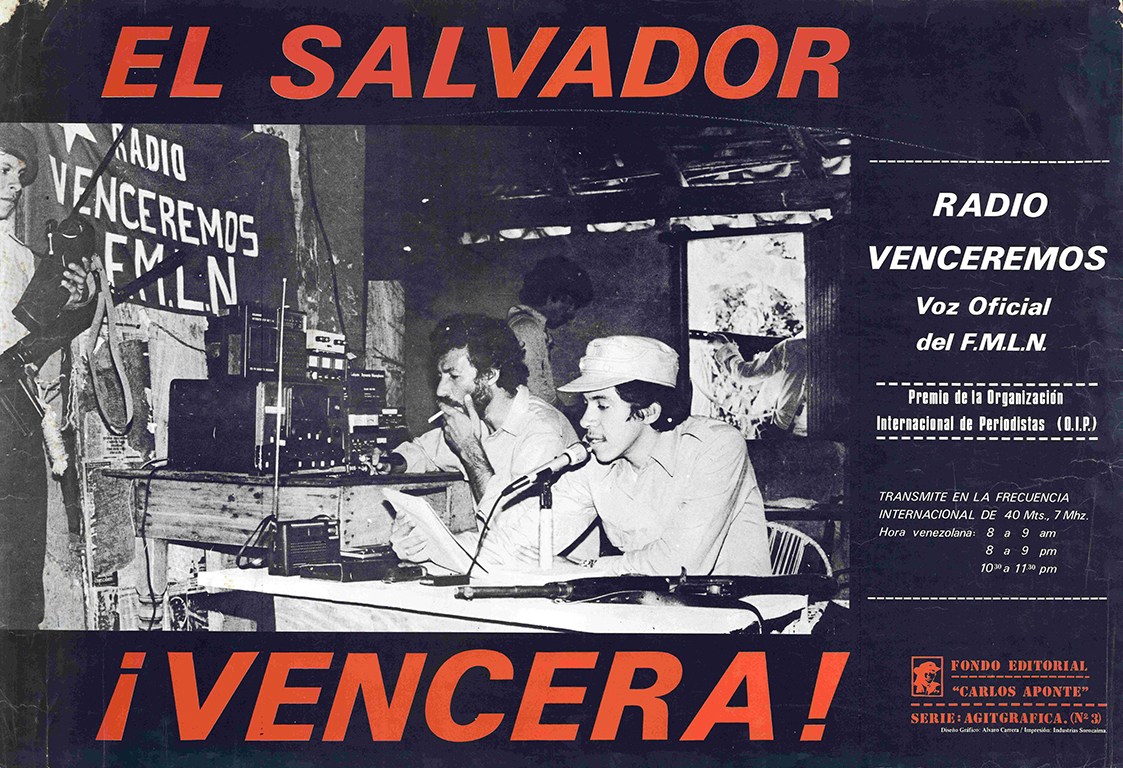 EL SALVADOR
RADIO
VENCEREMOS
F.M.L.N
RADIO
VENCEREMOS
Voz Oficial
del F.M.L.N.
Premio de la Organización
Internacional de Periodistas (O.I.P.)
TRANSMITE EN LA FRECUENCIA
INTERNACIONAL DE 40 Mts., 7 Mhz.
Hora venezolana: 8 a 9 am
8 a 9 pm
10³⁰ a 11³⁰ pm
¡VENCERA!
FONDO EDITORIAL
"CARLOS APONTE"
SERIE: AGITGRAFICA. (Nº 3)
Diseño Gráfico: Alvaro Carrera / Impresión: Industrias Sorocaima.